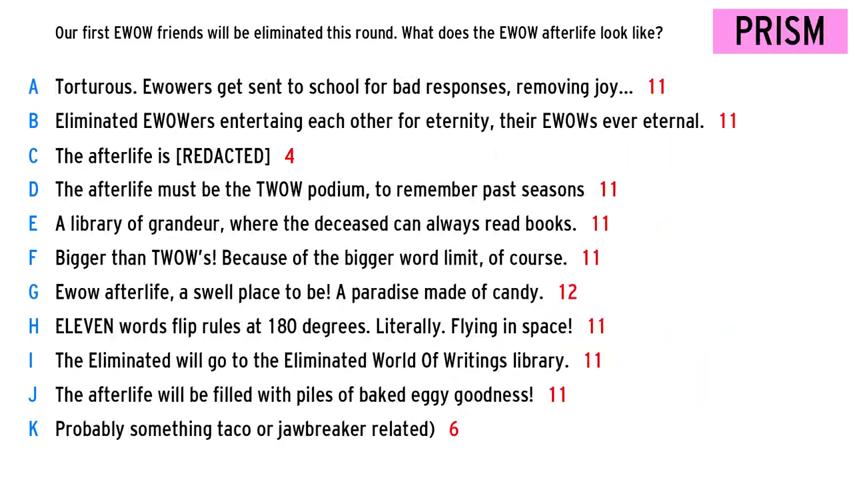 Our first EWOW friends will be eliminated this round. What does the EWOW afterlife look like?
PRISM
A Torturous. Ewowers get sent to school for bad responses, removing joy... 11
B Eliminated EWOWers entertaing each other for eternity, their EWOWs ever eternal. 11
C The afterlife is [REDACTED] 4
D The afterlife must be the TWOW podium, to remember past seasons 11
E A library of grandeur, where the deceased can always read books. 11
F Bigger than TWOW's! Because of the bigger word limit, of course. 11
G Ewow afterlife, a swell place to be! A paradise made of candy. 12
H ELEVEN words flip rules at 180 degrees. Literally. Flying in space! 11
I The Eliminated will go to the Eliminated World Of Writings library. 11
J The afterlife will be filled with piles of baked eggy goodness! 11
K Probably something taco or jawbreaker related) 6